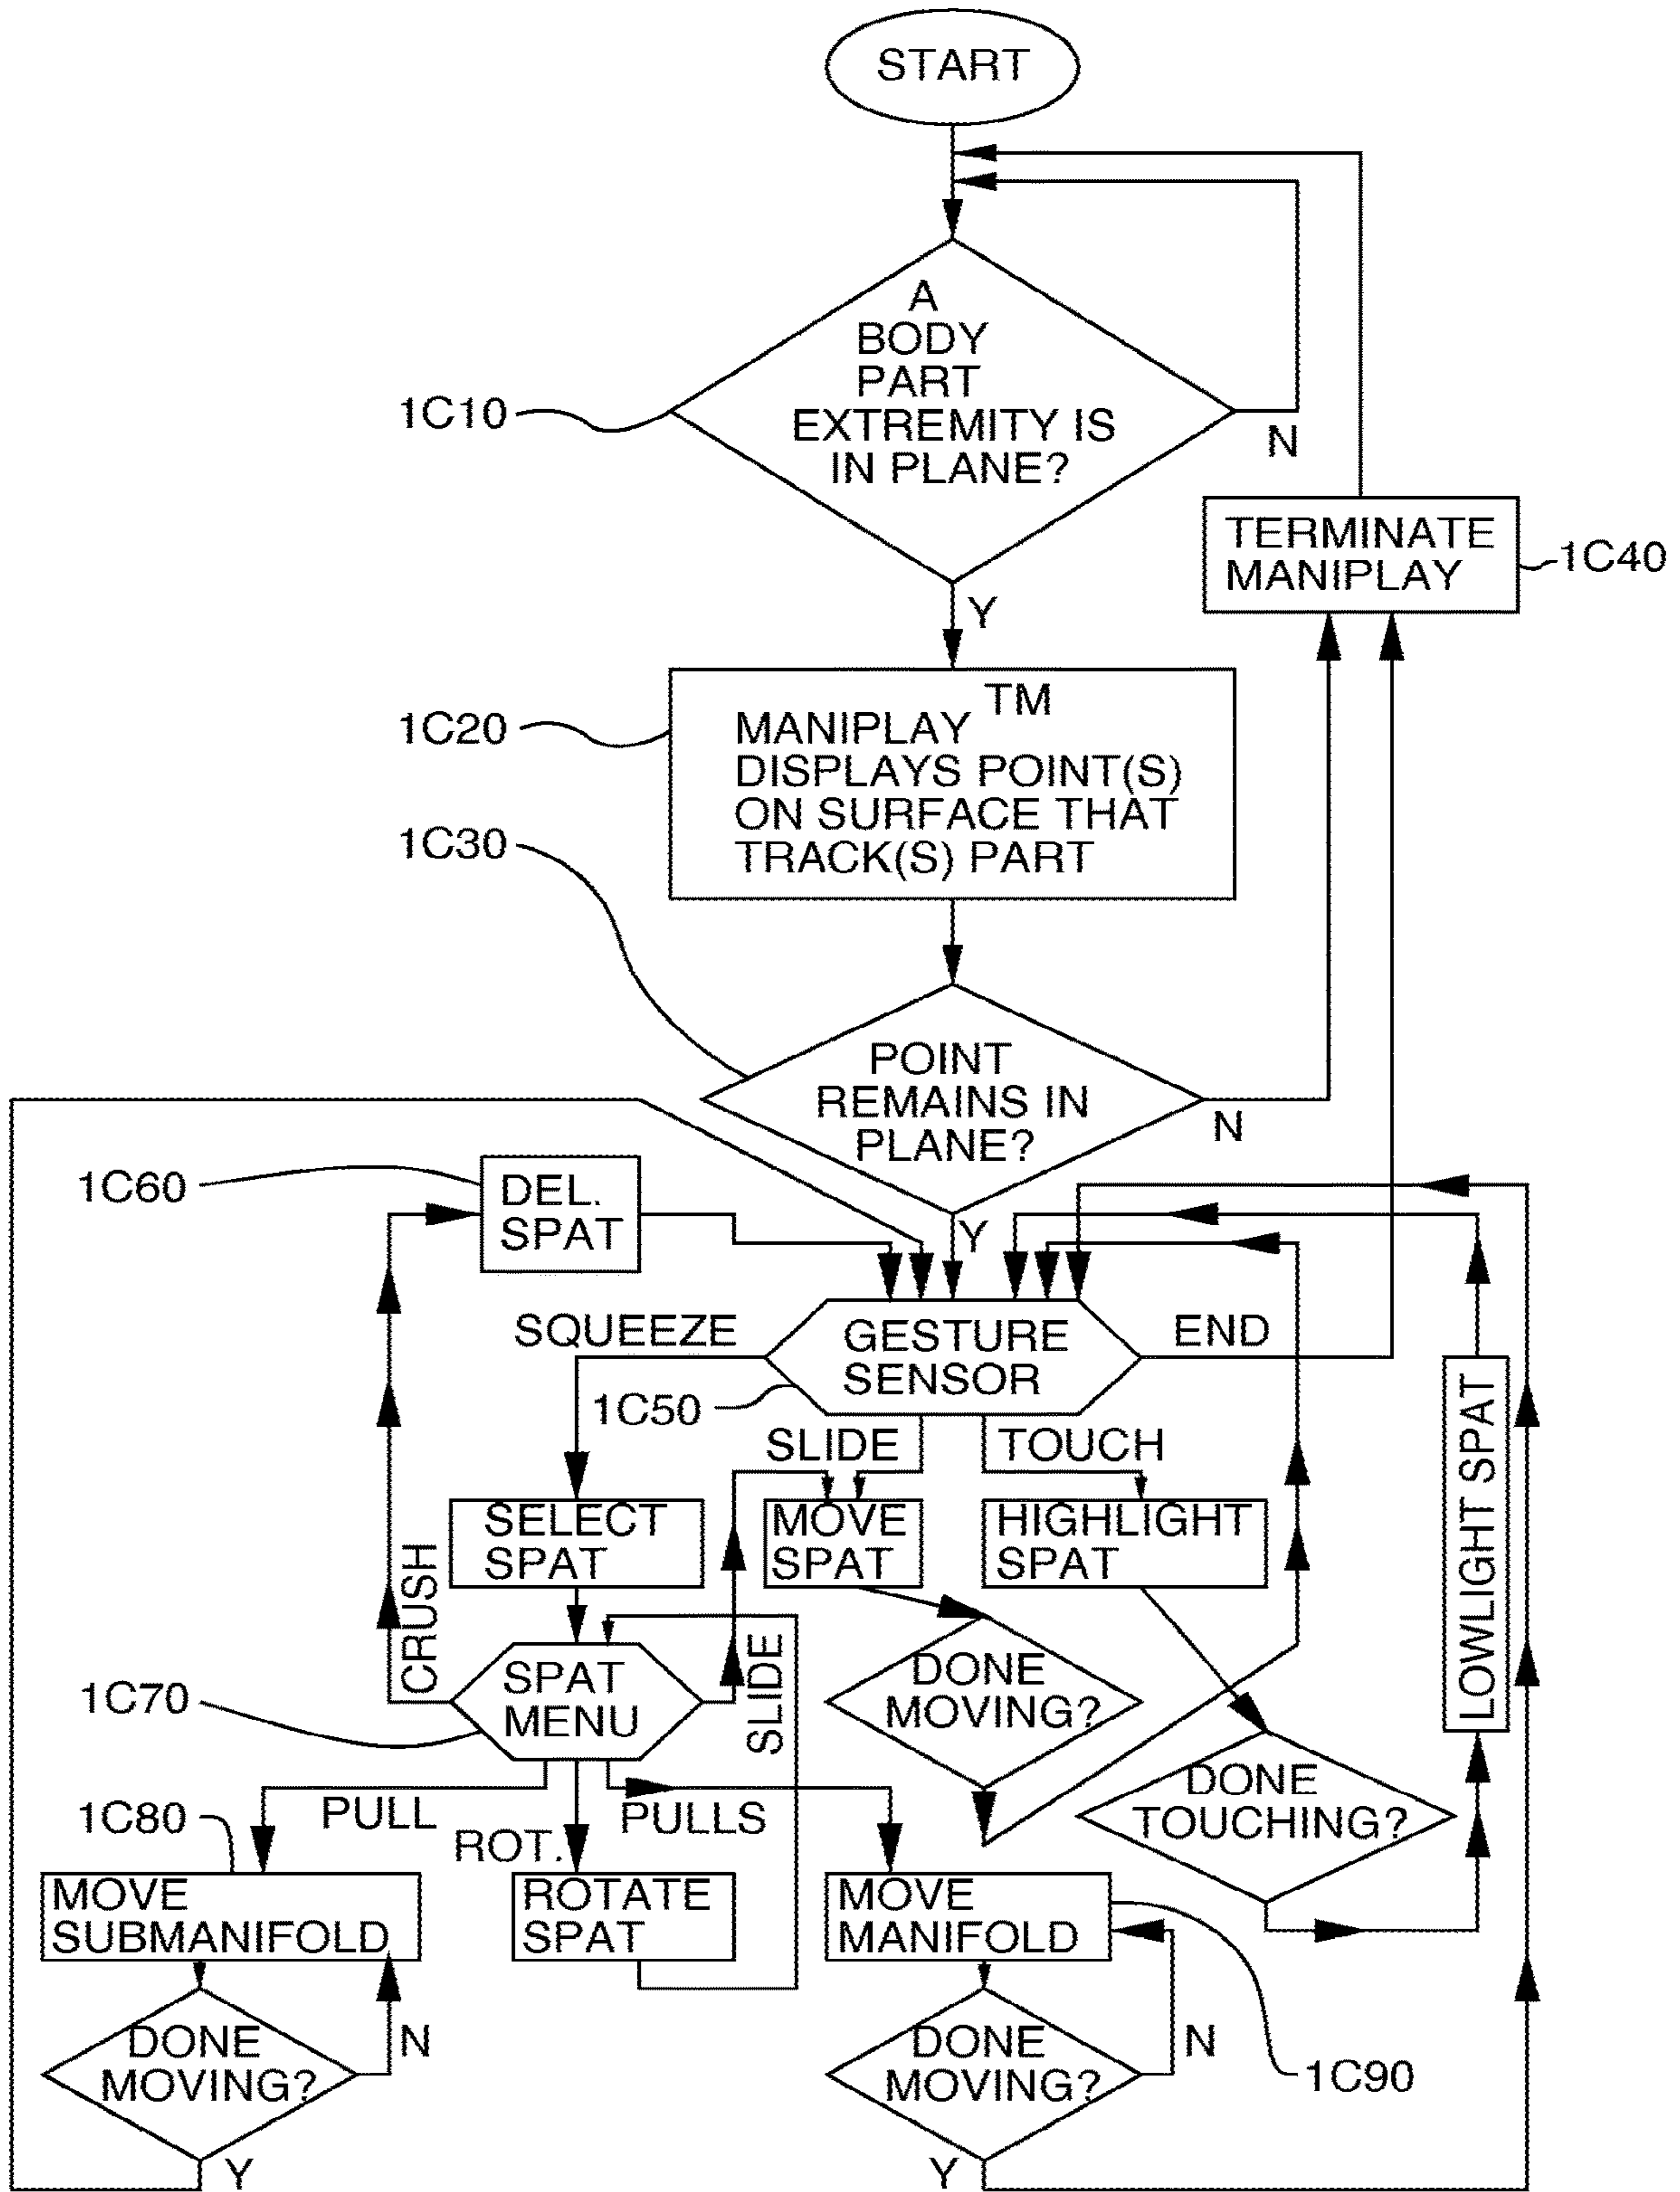 START
A
BODY
PART
EXTREMITY IS
IN PLANE?
1C10
N
TERMINATE
MANIPLAY
1C40
Y
1C20
MANIPLAY TM
DISPLAYS POINT(S)
ON SURFACE THAT
TRACK(S) PART
1C30
POINT
REMAINS IN
PLANE?
N
Y
1C60
DEL.
SPAT
SQUEEZE
GESTURE
SENSOR
END
1C50
SLIDE
TOUCH
SELECT
SPAT
MOVE
SPAT
HIGHLIGHT
SPAT
LOWLIGHT SPAT
CRUSH
SPAT
MENU
SLIDE
1C70
DONE
MOVING?
DONE
TOUCHING?
1C80
PULL
ROT.
PULLS
MOVE
SUBMANIFOLD
ROTATE
SPAT
MOVE
MANIFOLD
DONE
MOVING?
N
DONE
MOVING?
N
1C90
Y
Y